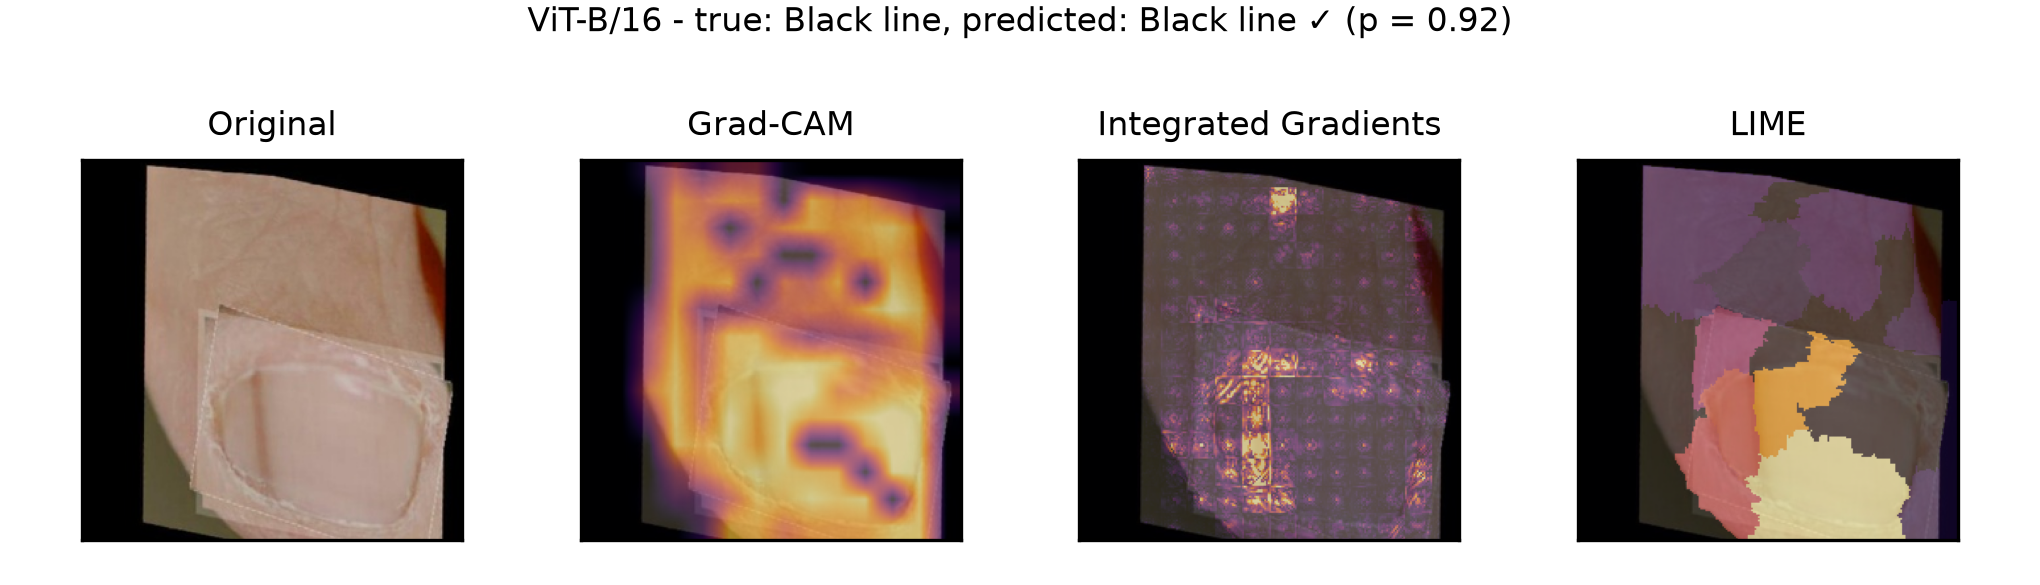 ViT-B/16 - true: Black line, predicted: Black line ✓ (p = 0.92)
Original
Grad-CAM
Integrated Gradients
LIME